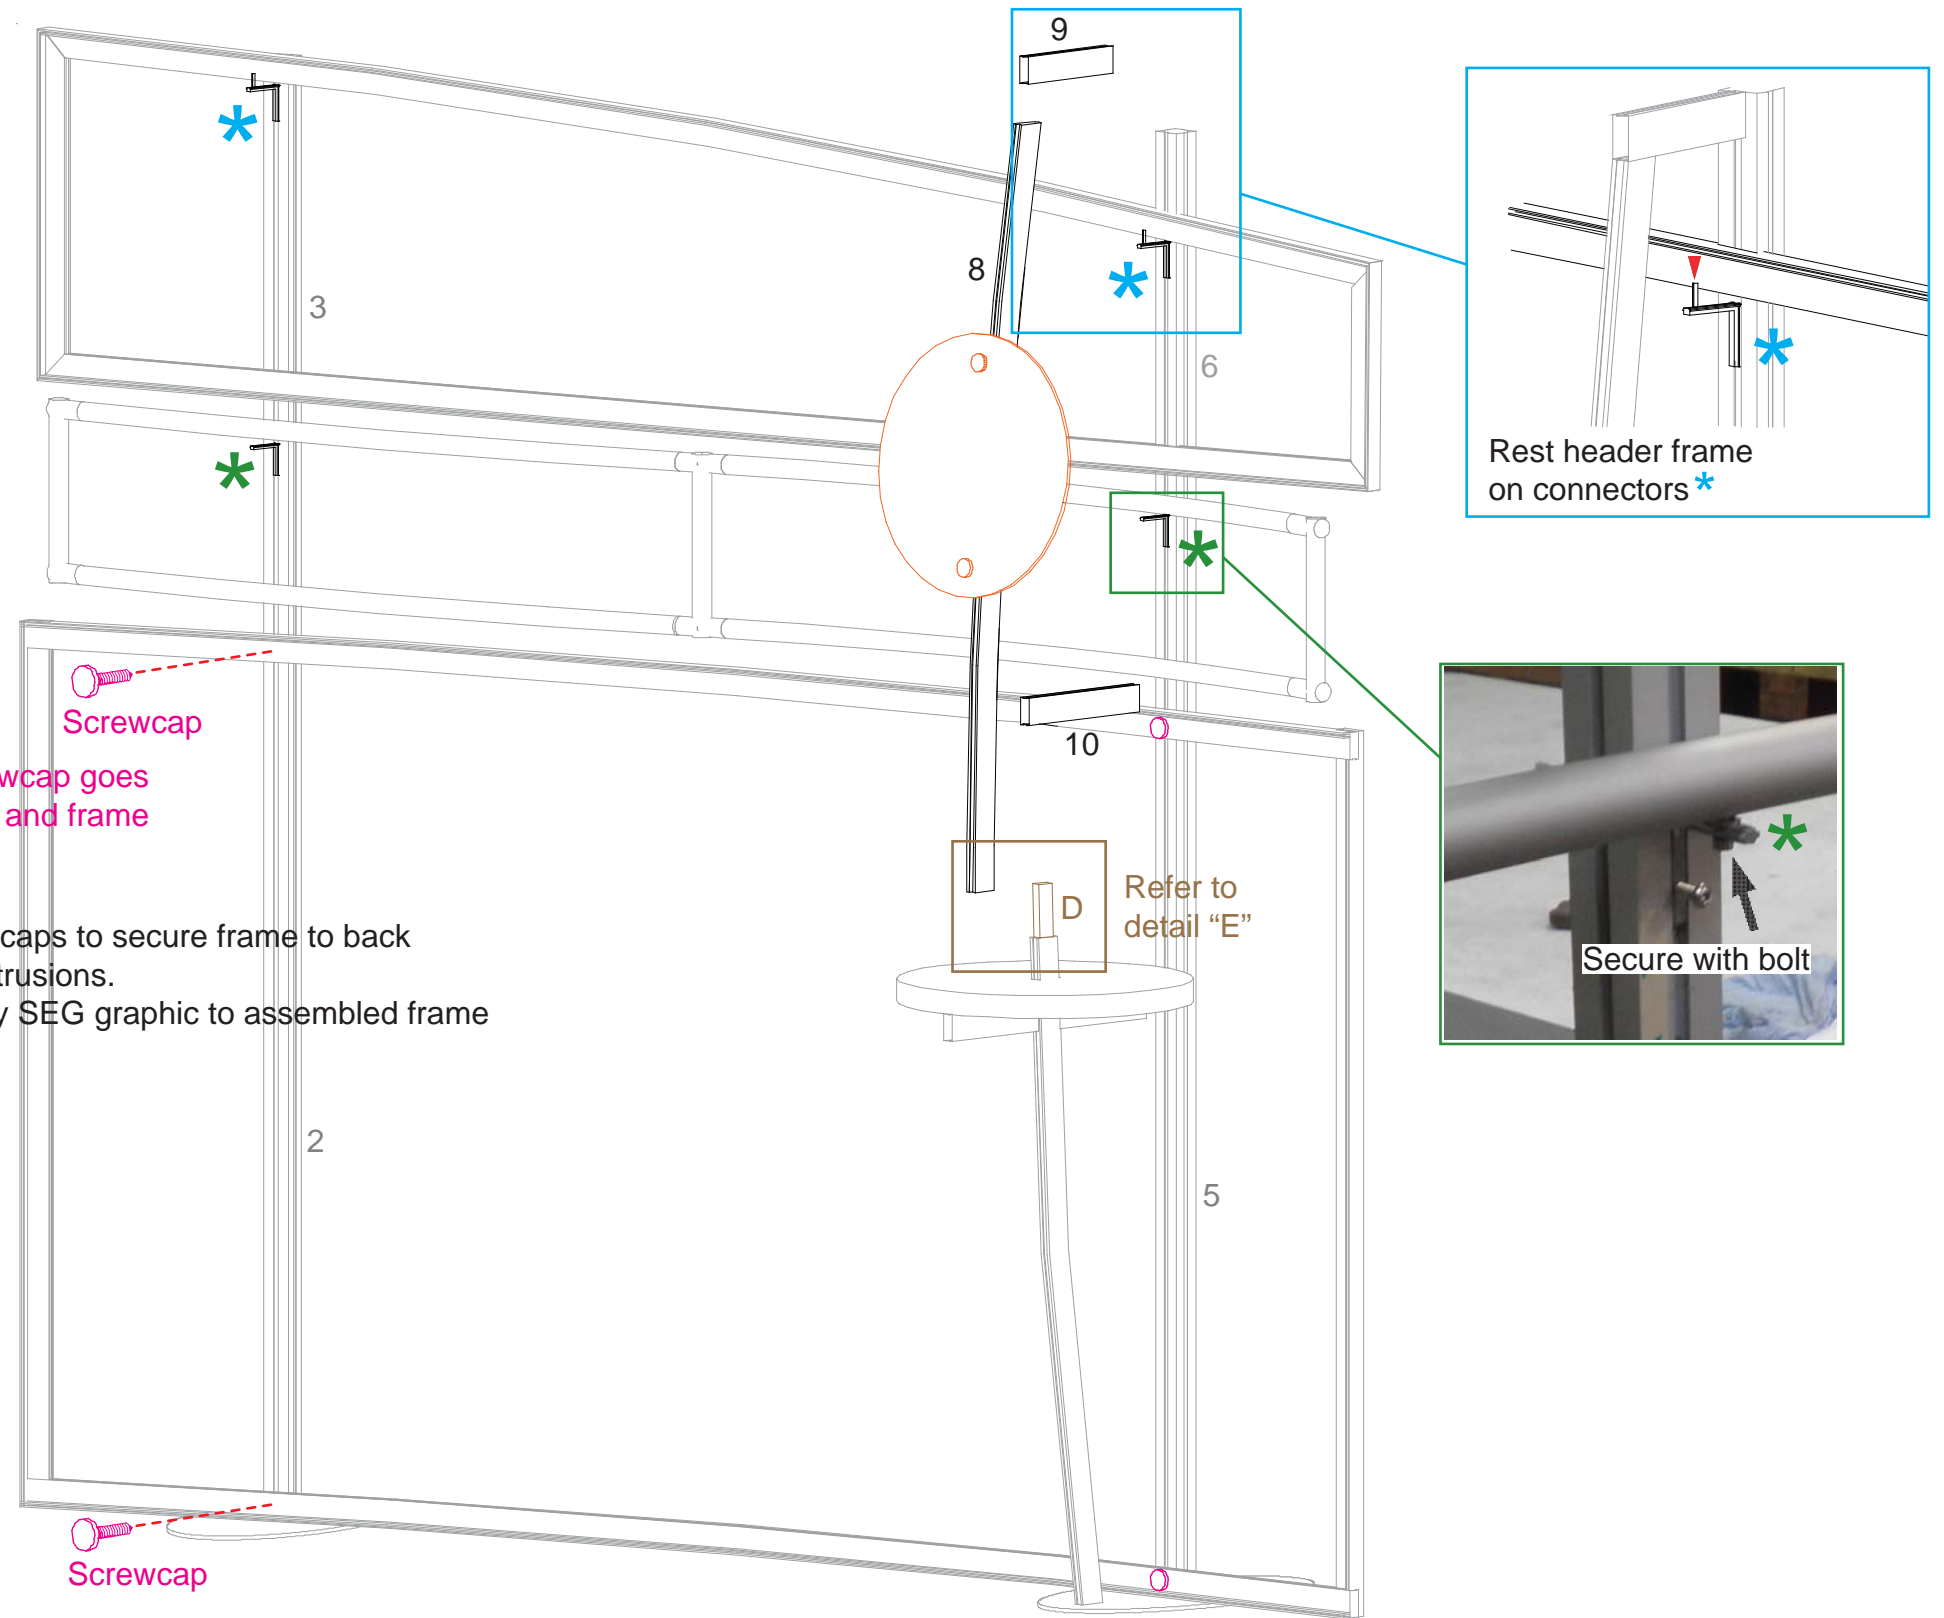 9
8
3
6
Rest header frame
on connectors *
Screwcap
10
wcap goes
and frame
D
Refer to
detail “E”
caps to secure frame to back
trusions.
y SEG graphic to assembled frame
Secure with bolt
2
5
Screwcap